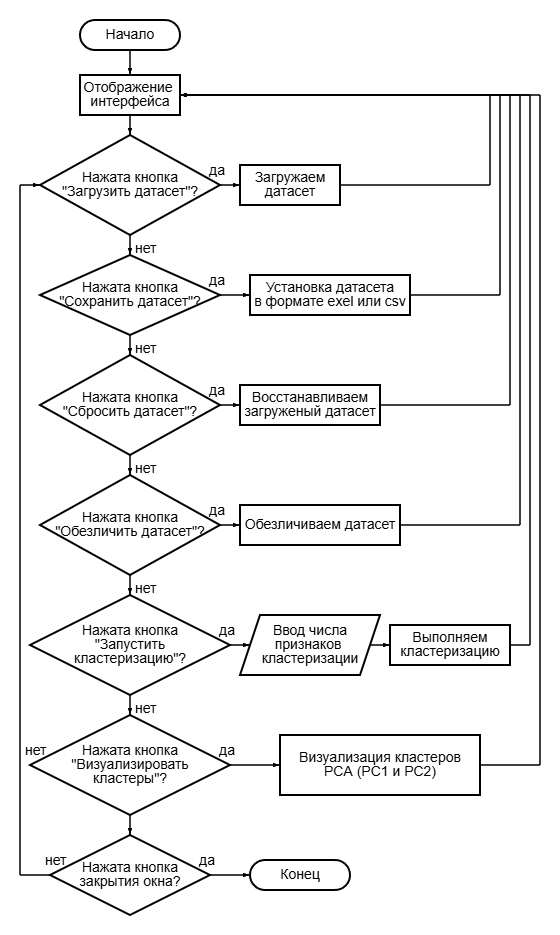 Начало
Отображение
интерфейса
Нажата кнопка
"Загрузить датасет"?
да
Загружаем
датасет
нет
Нажата кнопка
"Сохранить датасет"?
да
Установка датасета
в формате exel или csv
нет
Нажата кнопка
"Сбросить датасет"?
да
Восстанавливаем
загруженый датасет
нет
Нажата кнопка
"Обезличить датасет"?
да
Обезличиваем датасет
нет
Нажата кнопка
"Запустить
кластеризацию"?
да
Ввод числа
признаков
кластеризации
Выполняем
кластеризацию
нет
нет
Нажата кнопка
"Визуализировать
кластеры"?
да
Визуализация кластеров
PCA (PC1 и PC2)
нет
Нажата кнопка
закрытия окна?
да
Конец